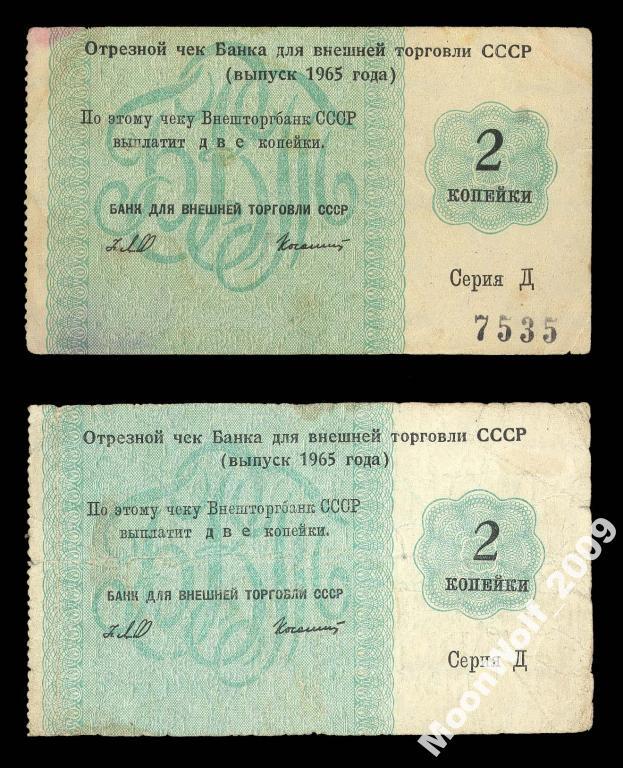 Отрезной чек Банка для внешней торговли СССР
(выпуск 1965 года)
По этому чеку Внешторгбанк СССР
выплатит две копейки.
БАНК ДЛЯ ВНЕШНЕЙ ТОРГОВЛИ СССР
2
КОПЕЙКИ
Серия Д
7535
Отрезной чек Банка для внешней торговли СССР
(выпуск 1965 года)
По этому чеку Внешторгбанк СССР
выплатит две копейки.
БАНК ДЛЯ ВНЕШНЕЙ ТОРГОВЛИ СССР
2
КОПЕЙКИ
Серия Д
MoonWolf_2009